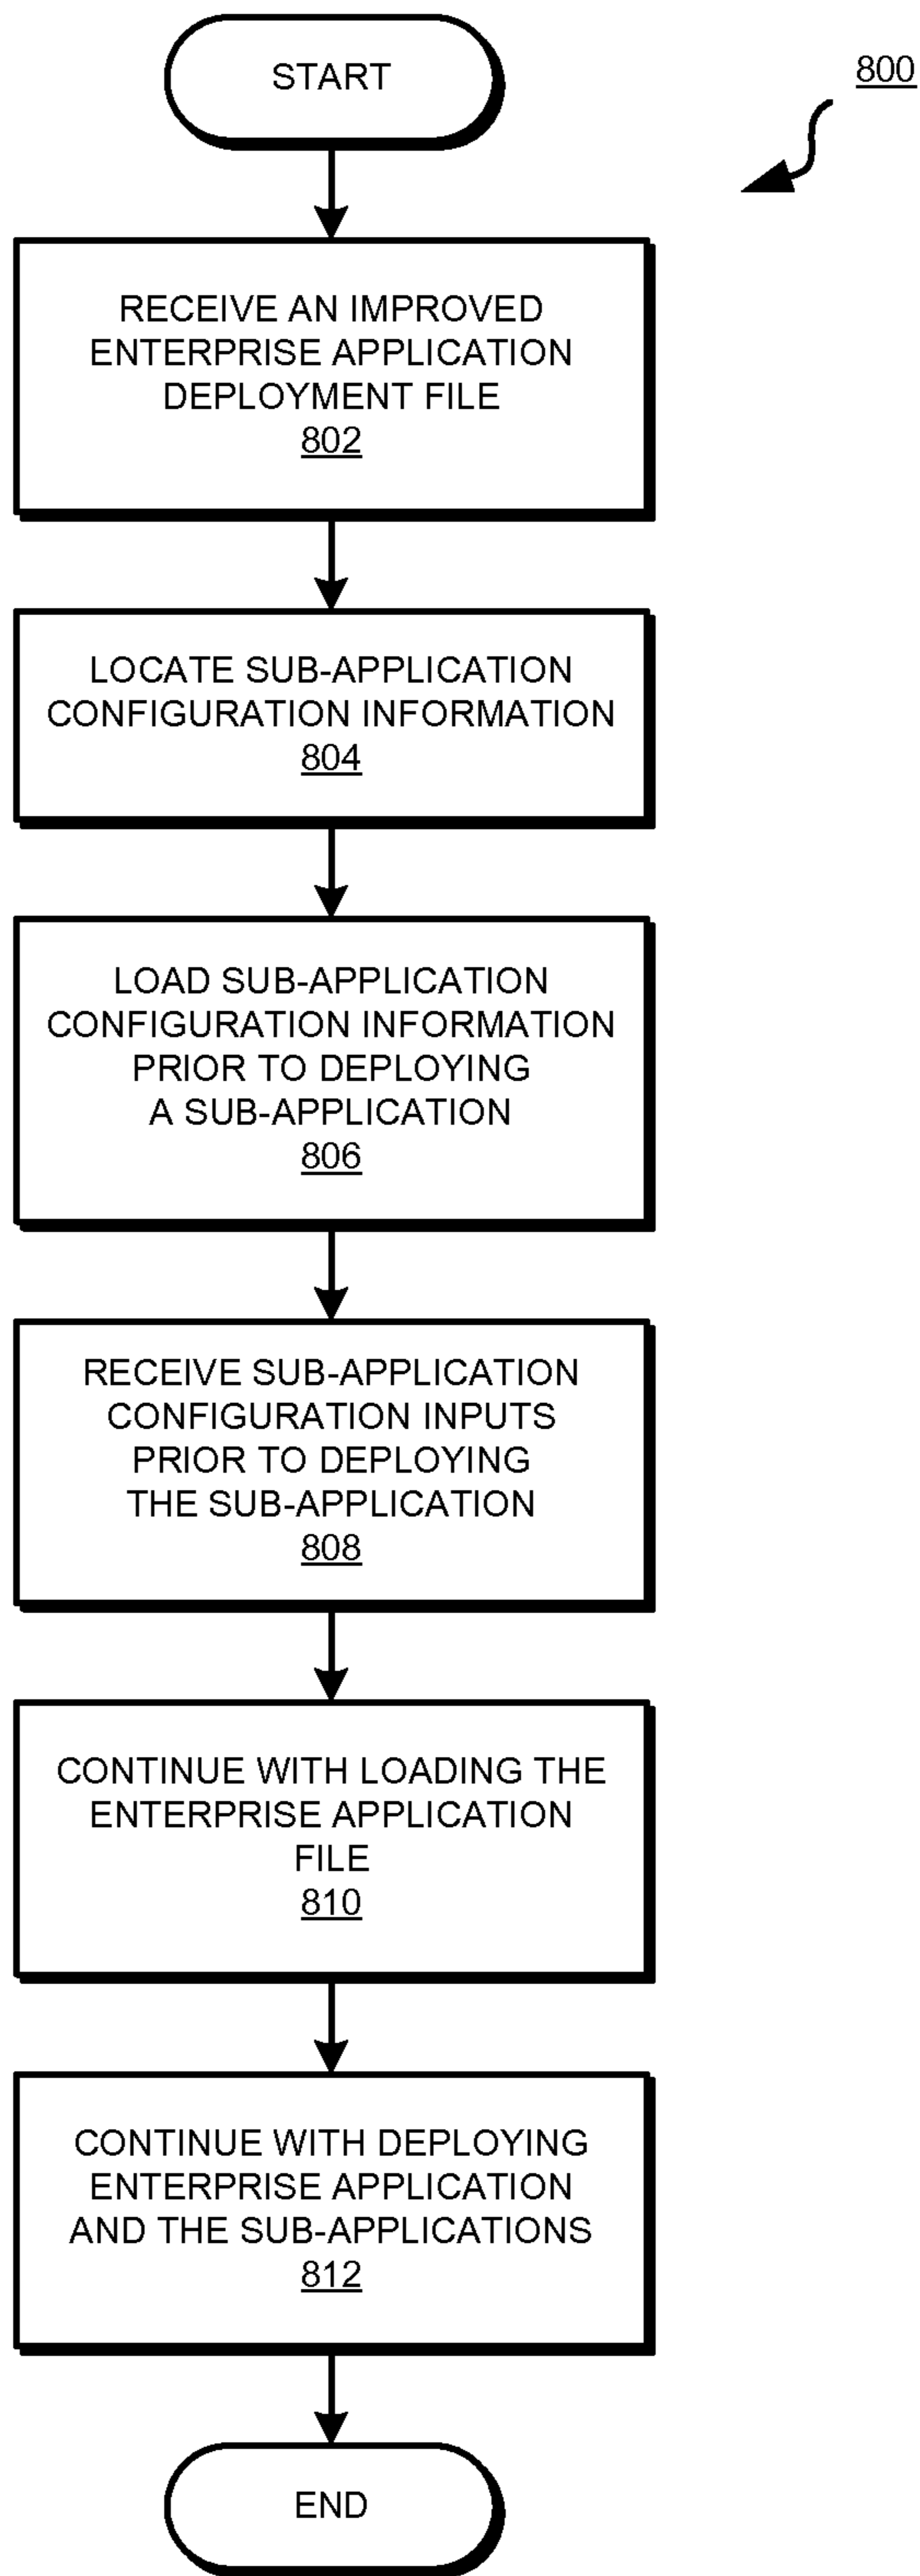 START
800
RECEIVE AN IMPROVED
ENTERPRISE APPLICATION
DEPLOYMENT FILE
802
LOCATE SUB-APPLICATION
CONFIGURATION INFORMATION
804
LOAD SUB-APPLICATION
CONFIGURATION INFORMATION
PRIOR TO DEPLOYING
A SUB-APPLICATION
806
RECEIVE SUB-APPLICATION
CONFIGURATION INPUTS
PRIOR TO DEPLOYING
THE SUB-APPLICATION
808
CONTINUE WITH LOADING THE
ENTERPRISE APPLICATION
FILE
810
CONTINUE WITH DEPLOYING
ENTERPRISE APPLICATION
AND THE SUB-APPLICATIONS
812
END